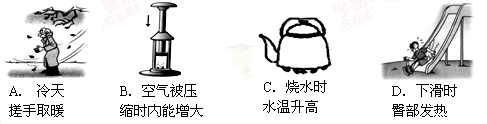 A. 冷天
搓手取暖
B. 空气被压
缩时内能增大
C. 烧水时
水温升高
D. 下滑时
臀部发热